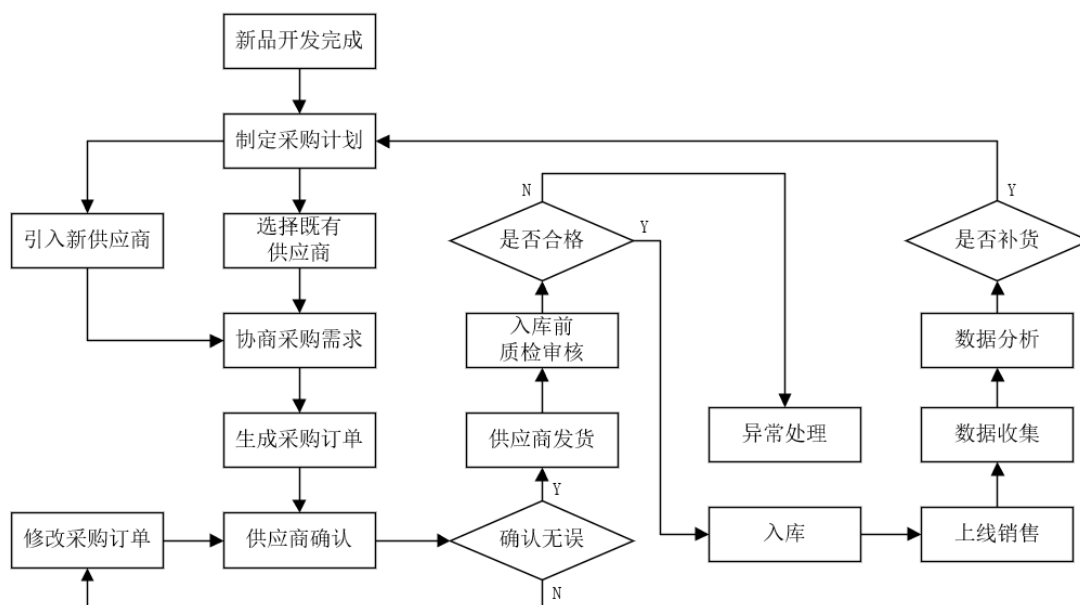 新品开发完成
制定采购计划
引入新供应商
选择既有
供应商
协商采购需求
生成采购订单
修改采购订单
供应商确认
确认无误
Y
N
供应商发货
入库前
质检审核
是否合格
N
Y
异常处理
入库
上线销售
数据收集
数据分析
是否补货
Y